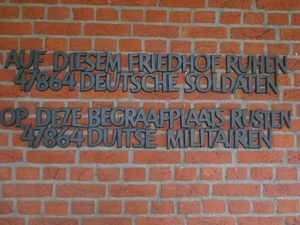 AUF DIESEM FRIEDHOF RUHEN
47864 DEUTSCHE SOLDATEN
OP DEZE BEGRAAFPLAATS RUSTEN
47864 DUITSE MILITAIREN